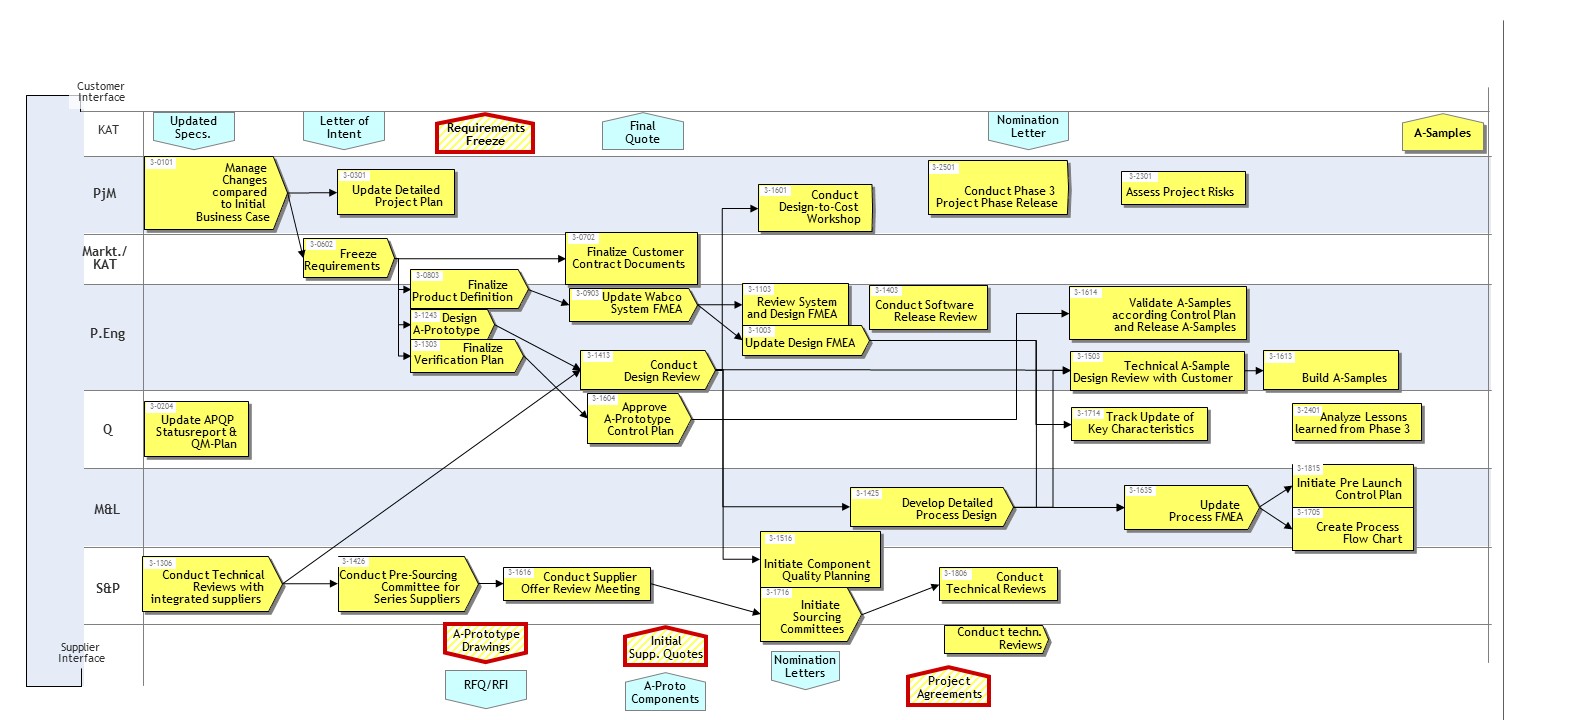 Customer
Interface
KAT
Updated
Specs.
Letter of
Intent
Requirements
Freeze
Final
Quote
Nomination
Letter
A-Samples
PjM
3-0101
Manage
Changes
compared
to Initial
Business Case
3-0301
Update Detailed
Project Plan
3-1601
Conduct
Design-to-Cost
Workshop
3-2501
Conduct Phase 3
Project Phase Release
3-2301
Assess Project Risks
Markt./
KAT
3-0602
Freeze
Requirements
3-0702
Finalize Customer
Contract Documents
P.Eng
3-0803
Finalize
Product Definition
3-1243
Design
A-Prototype
3-1303
Finalize
Verification Plan
3-0903
Update Wabco
System FMEA
3-1103
Review System
and Design FMEA
3-1003
Update Design FMEA
3-1403
Conduct Software
Release Review
3-1413
Conduct
Design Review
3-1614
Validate A-Samples
according Control Plan
and Release A-Samples
3-1503
Technical A-Sample
Design Review with Customer
3-1613
Build A-Samples
Q
3-0204
Update APQP
Statusreport &
QM-Plan
3-1604
Approve
A-Prototype
Control Plan
3-1714
Track Update of
Key Characteristics
3-2401
Analyze Lessons
learned from Phase 3
M&L
3-1425
Develop Detailed
Process Design
3-1635
Update
Process FMEA
3-1815
Initiate Pre Launch
Control Plan
3-1705
Create Process
Flow Chart
S&P
3-1306
Conduct Technical
Reviews with
integrated suppliers
3-1426
Conduct Pre-Sourcing
Committee for
Series Suppliers
3-1616
Conduct Supplier
Offer Review Meeting
3-1516
Initiate Component
Quality Planning
3-1716
Initiate
Sourcing
Committees
3-1806
Conduct
Technical Reviews
Supplier
Interface
A-Prototype
Drawings
RFQ/RFI
Initial
Supp. Quotes
A-Proto
Components
Nomination
Letters
Conduct techn.
Reviews
Project
Agreements